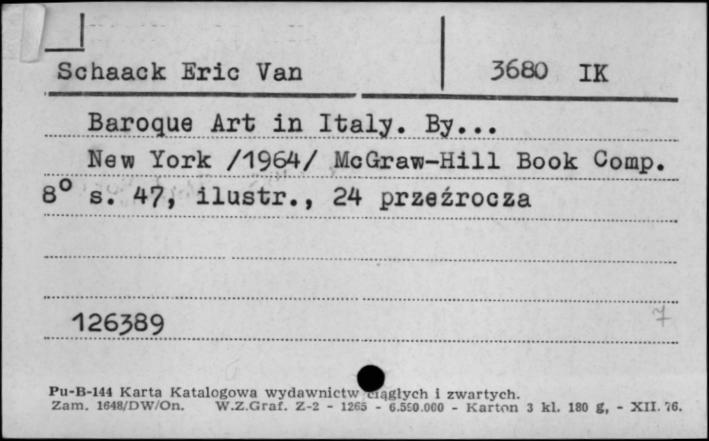 Schaack Eric Van 3680 IK
Baroque Art in Italy. By...
New York /1964/ McGraw-Hill Book Comp.
8° s. 47, ilustr., 24 przeźrocza
126389 7
Pu-B-144 Karta Katalogowa wydawnictw ciągłych i zwartych.
Zam. 1648/DW/On. W.Z.Graf. Z-2 - 1265 - 6.550.000 - Karton 3 kl. 180 g, - XII. 76.